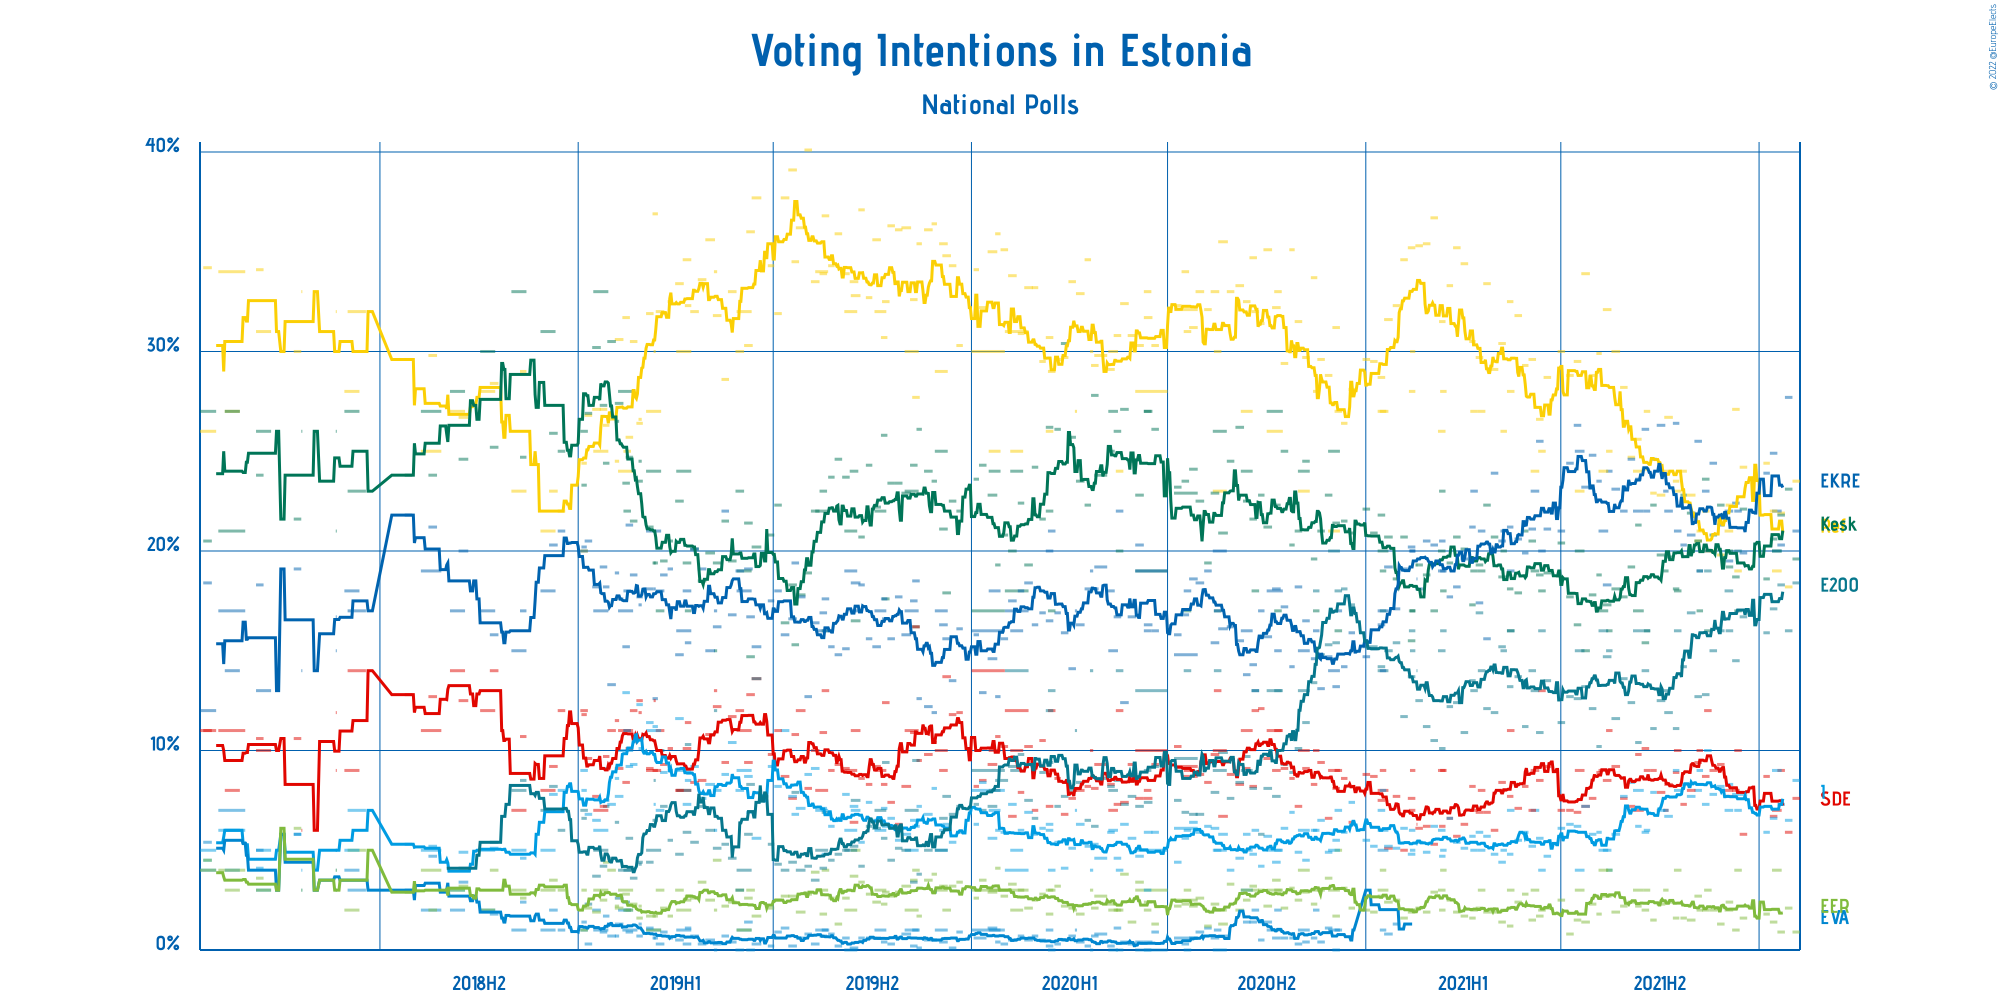 Voting Intentions in Estonia
National Polls
© 2022 @EuropeElects
40%
30%
20%
10%
0%
EKRE
Kesk
E200
SDE
EER
EVA
2018H2
2019H1
2019H2
2020H1
2020H2
2021H1
2021H2